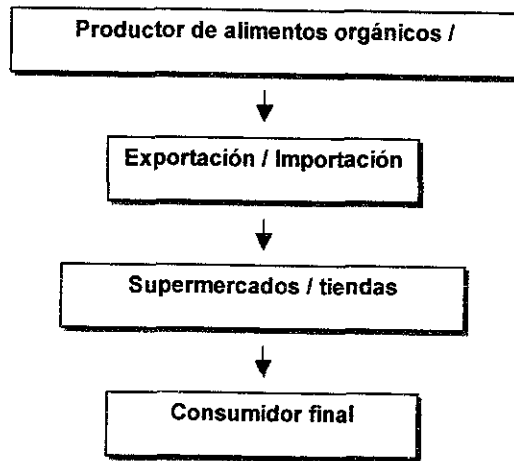 Productor de alimentos orgánicos /
Exportación / Importación
Supermercados / tiendas
Consumidor final